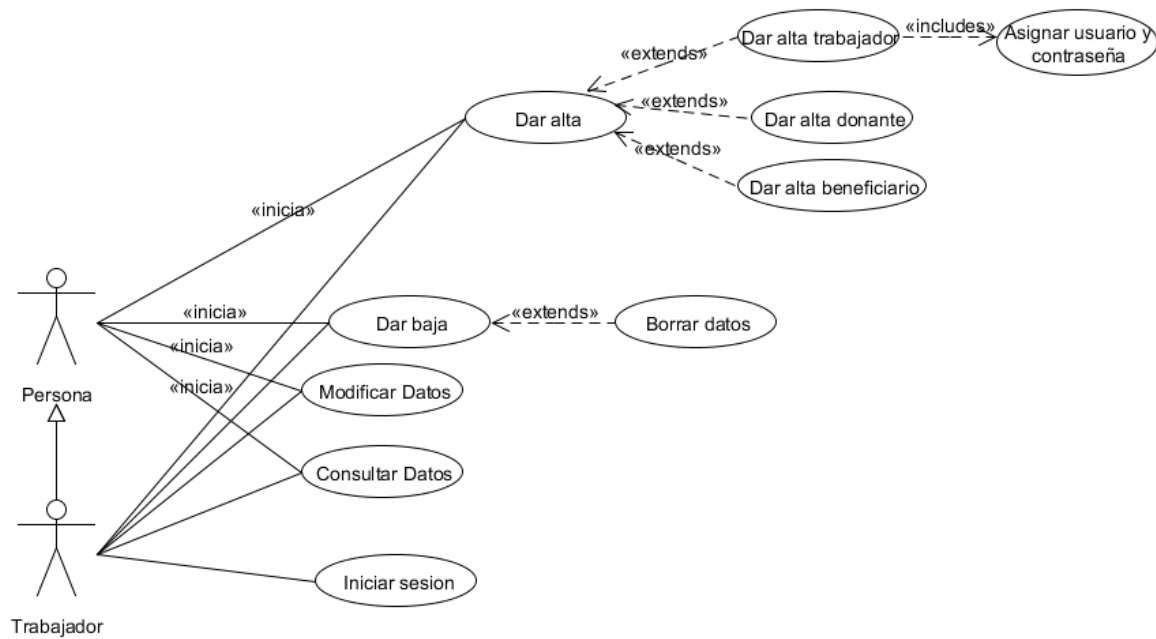 «includes»
Asignar usuario y
contraseña
Dar alta trabajador
«extends»
Dar alta
«extends»
Dar alta donante
«extends»
Dar alta beneficiario
«inicia»
«inicia»
Dar baja
«extends»
Borrar datos
«inicia»
Modificar Datos
«inicia»
Persona
Consultar Datos
Iniciar sesion
Trabajador